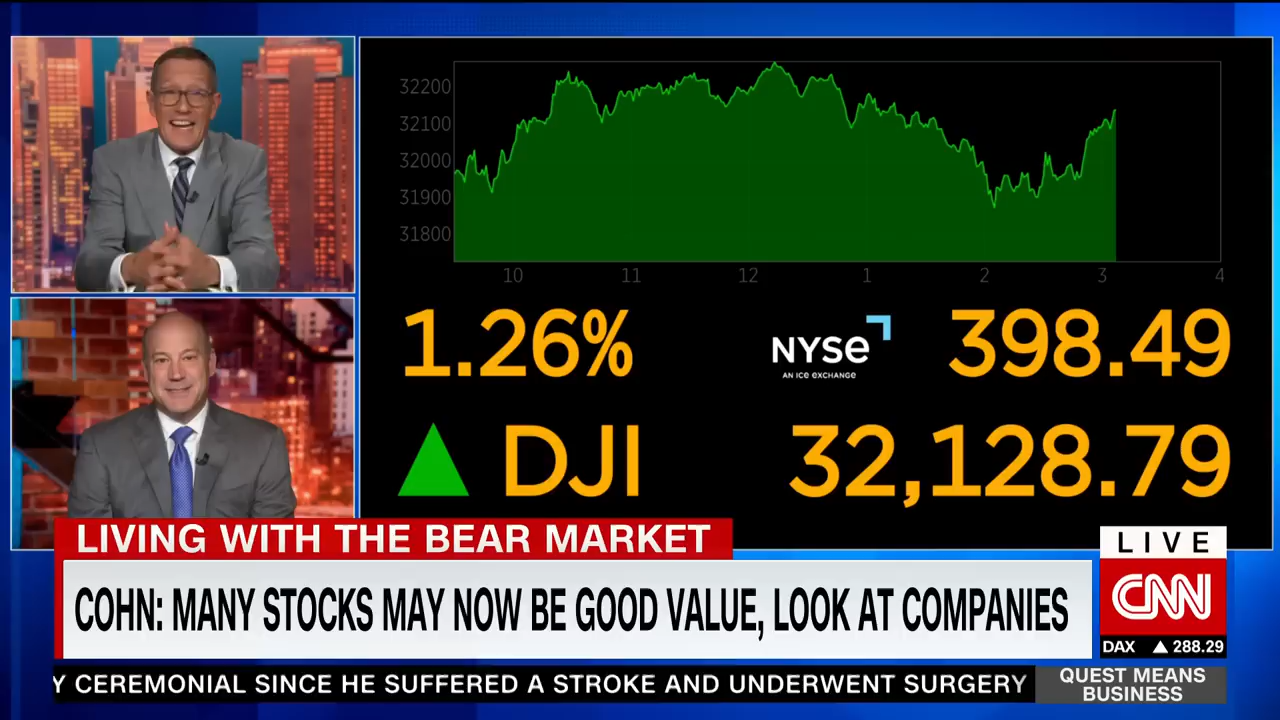 32200
32100
32000
31900
31800
10 11 12 1 2 3 4
1.26% NYSE 398.49
AN ICE EXCHANGE
DJI 32,128.79
LIVING WITH THE BEAR MARKET
COHN: MANY STOCKS MAY NOW BE GOOD VALUE, LOOK AT COMPANIES
LIVE
CNN
DAX ▲ 288.29
Y CEREMONIAL SINCE HE SUFFERED A STROKE AND UNDERWENT SURGERY
QUEST MEANS
BUSINESS